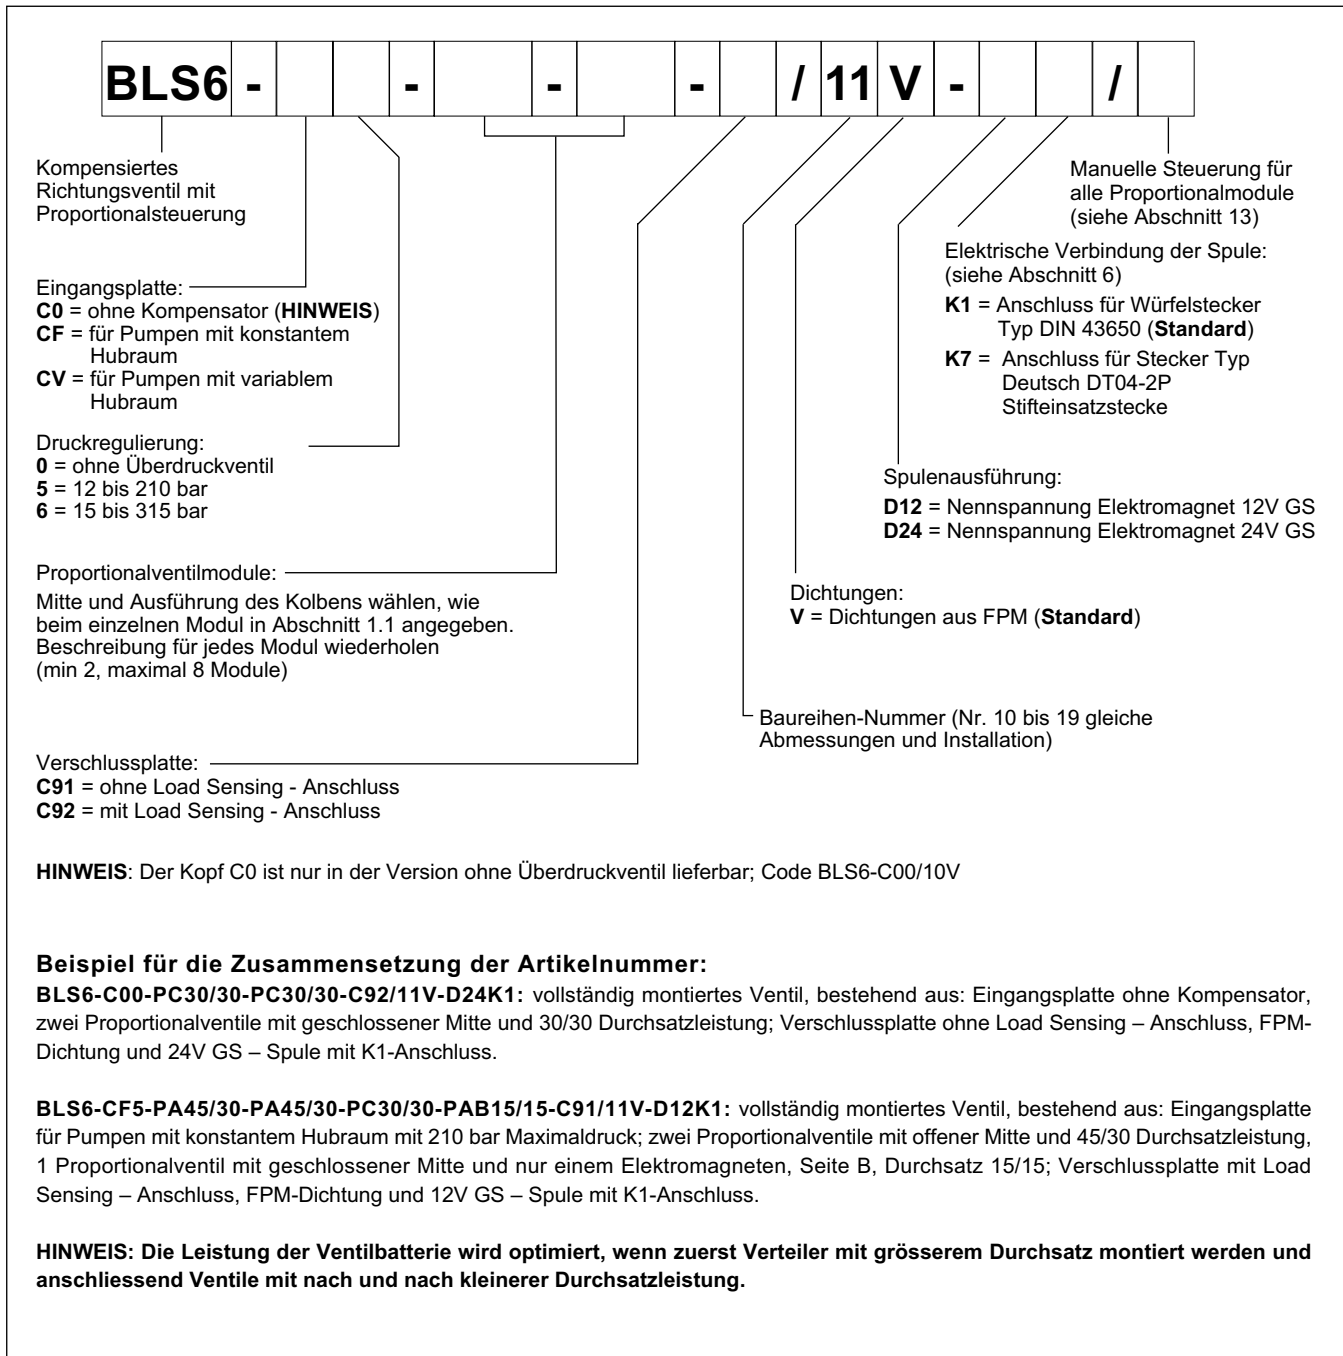 BLS6 - - - - / 11 V - /
Kompensiertes
Richtungsventil mit
Proportionalsteuerung
Manuelle Steuerung für
alle Proportionalmodule
(siehe Abschnitt 13)
Elektrische Verbindung der Spule:
(siehe Abschnitt 6)
K1 = Anschluss für Würfelstecker
Typ DIN 43650 (Standard)
K7 = Anschluss für Stecker Typ
Deutsch DT04-2P
Stifteinsatzstecke
Eingangsplatte:
C0 = ohne Kompensator (HINWEIS)
CF = für Pumpen mit konstantem
Hubraum
CV = für Pumpen mit variablem
Hubraum
Druckregulierung:
0 = ohne Überdruckventil
5 = 12 bis 210 bar
6 = 15 bis 315 bar
Spulenausführung:
D12 = Nennspannung Elektromagnet 12V GS
D24 = Nennspannung Elektromagnet 24V GS
Proportionalventilmodule:
Mitte und Ausführung des Kolbens wählen, wie
beim einzelnen Modul in Abschnitt 1.1 angegeben.
Beschreibung für jedes Modul wiederholen
(min 2, maximal 8 Module)
Dichtungen:
V = Dichtungen aus FPM (Standard)
Baureihen-Nummer (Nr. 10 bis 19 gleiche
Abmessungen und Installation)
Verschlussplatte:
C91 = ohne Load Sensing - Anschluss
C92 = mit Load Sensing - Anschluss
HINWEIS: Der Kopf C0 ist nur in der Version ohne Überdruckventil lieferbar; Code BLS6-C00/10V
Beispiel für die Zusammensetzung der Artikelnummer:
BLS6-C00-PC30/30-PC30/30-C92/11V-D24K1: vollständig montiertes Ventil, bestehend aus: Eingangsplatte ohne Kompensator,
zwei Proportionalventile mit geschlossener Mitte und 30/30 Durchsatzleistung; Verschlussplatte ohne Load Sensing – Anschluss, FPM-
Dichtung und 24V GS – Spule mit K1-Anschluss.
BLS6-CF5-PA45/30-PA45/30-PC30/30-PAB15/15-C91/11V-D12K1: vollständig montiertes Ventil, bestehend aus: Eingangsplatte
für Pumpen mit konstantem Hubraum mit 210 bar Maximaldruck; zwei Proportionalventile mit offener Mitte und 45/30 Durchsatzleistung,
1 Proportionalventil mit geschlossener Mitte und nur einem Elektromagneten, Seite B, Durchsatz 15/15; Verschlussplatte mit Load
Sensing – Anschluss, FPM-Dichtung und 12V GS – Spule mit K1-Anschluss.
HINWEIS: Die Leistung der Ventilbatterie wird optimiert, wenn zuerst Verteiler mit grösserem Durchsatz montiert werden und
anschliessend Ventile mit nach und nach kleinerer Durchsatzleistung.